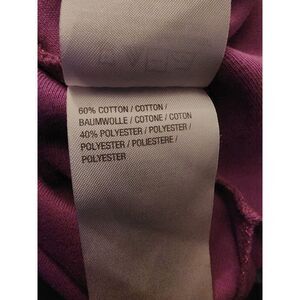 60% COTTON / COTTON /
BAUMWOLLE / COTONE / COTON
40% POLYESTER / POLYESTER /
POLYESTER / POLIESTERE /
POLYESTER